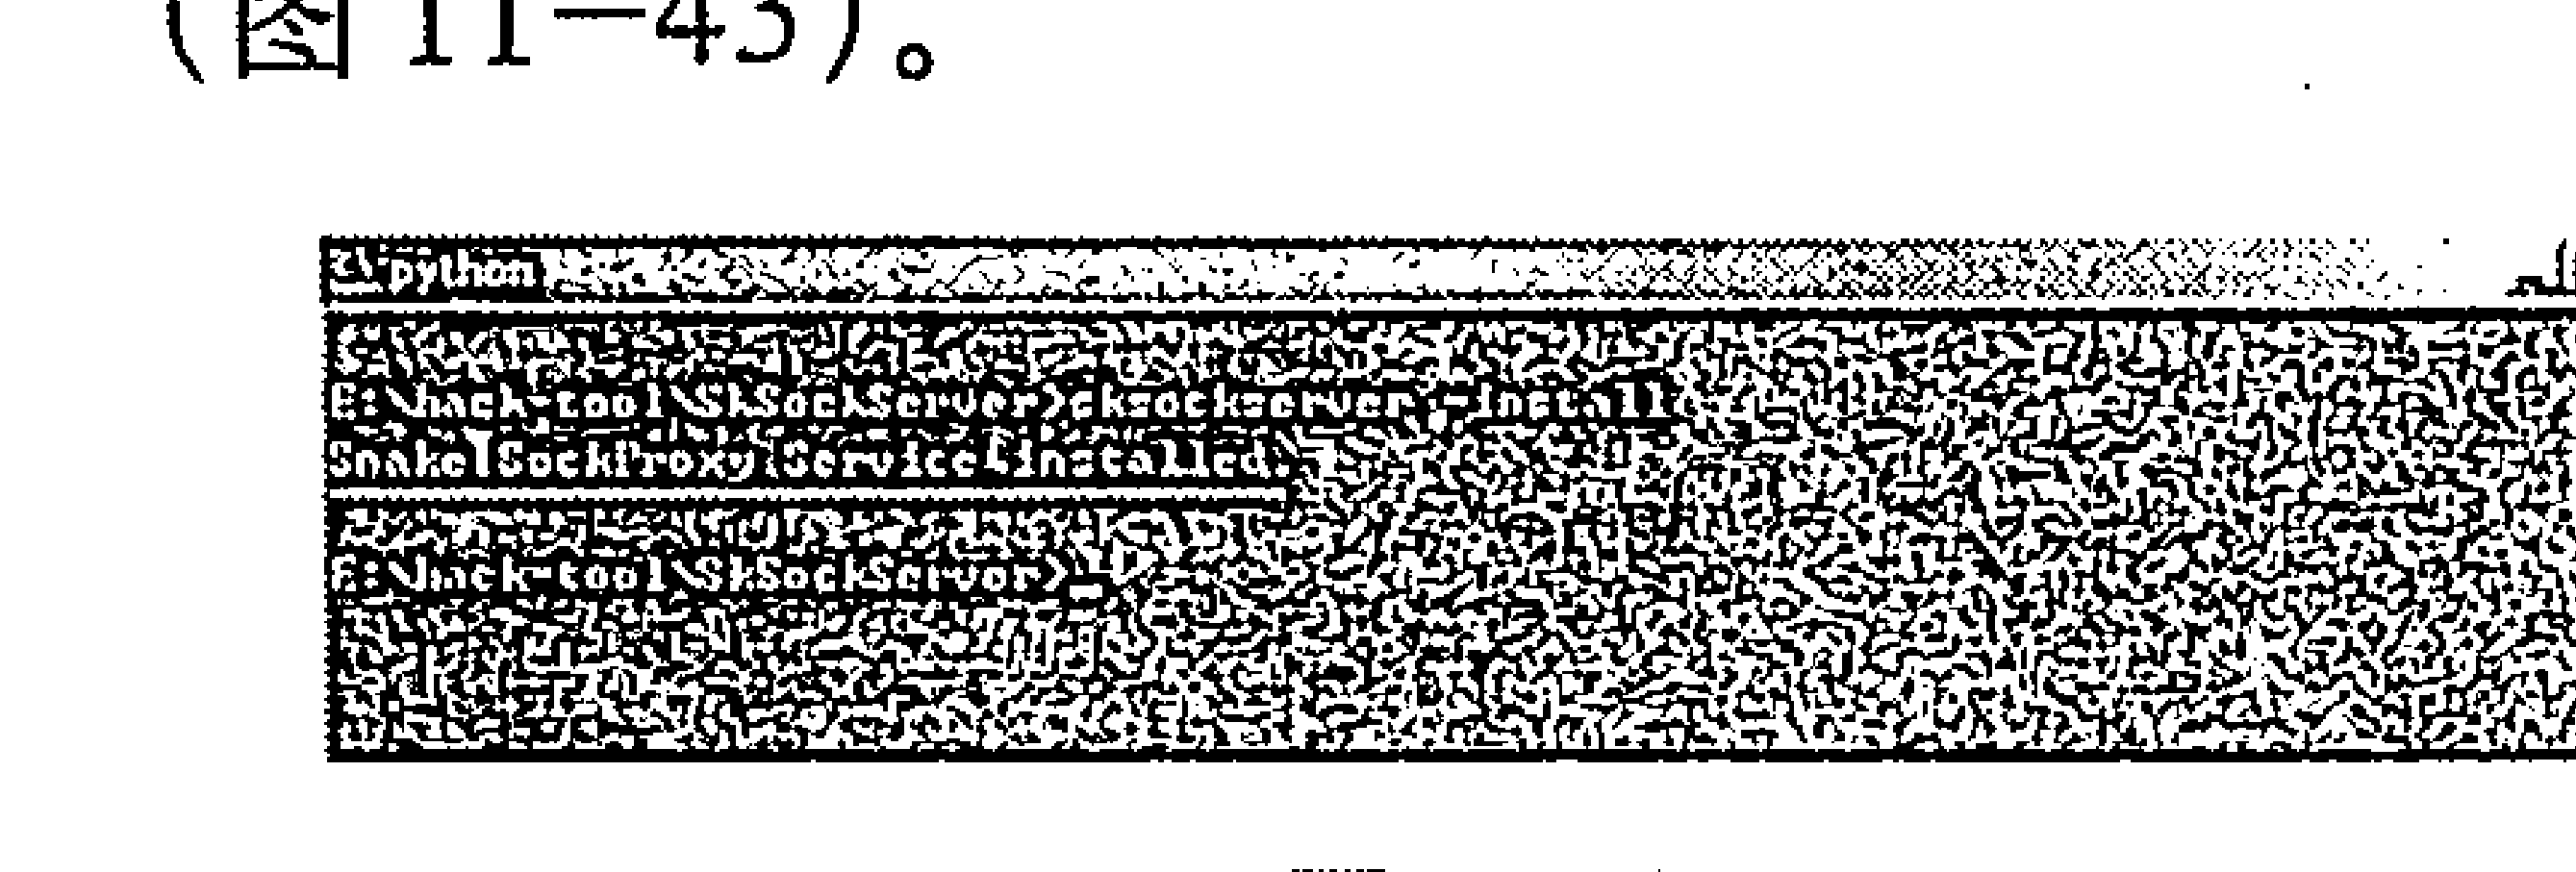 (图 11—43)。
python
E:\hack-tool\SkSockServer>sksockserver -Install
Snake SockProxy Service installed.
E:\hack-tool\SkSockServer>_